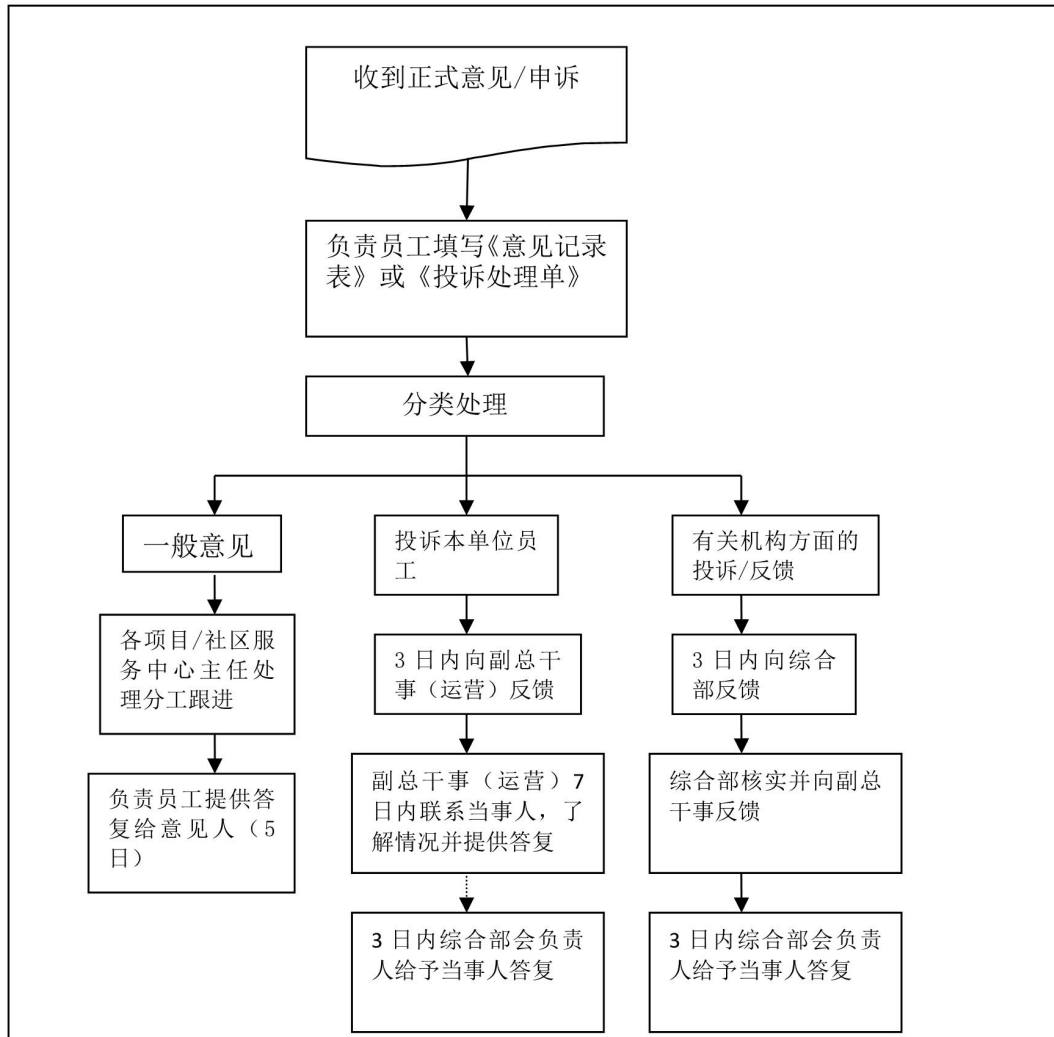 收到正式意见/申诉
负责员工填写《意见记录
表》或《投诉处理单》
分类处理
一般意见
投诉本单位员
工
有关机构方面的
投诉/反馈
各项目/社区服
务中心主任处
理分工跟进
3 日内向副总干
事（运营）反馈
3 日内向综合
部反馈
负责员工提供答
复给意见人（5
日）
副总干事（运营）7
日内联系当事人，了
解情况并提供答复
综合部核实并向副总
干事反馈
3 日内综合部会负责
人给予当事人答复
3 日内综合部会负责
人给予当事人答复